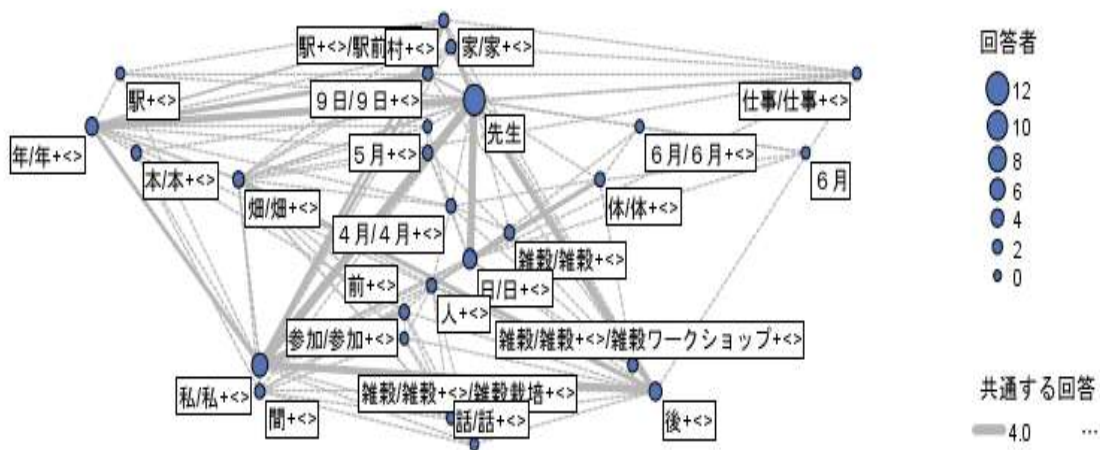 駅+<>/駅前
村+<>
家/家+<>
回答者
駅+<>
9日/9日+<>
仕事/仕事+<>
12
先生
10
年/年+<>
5月+<>
6月/6月+<>
8
本/本+<>
6月
6
畑/畑+<>
体/体+<>
4
4月/4月+<>
雑穀/雑穀+<>
2
前+<>
日/日+<>
0
人+<>
参加/参加+<>
雑穀/雑穀+<>/雑穀ワークショップ+<>
私/私+<>
雑穀/雑穀+<>/雑穀栽培+<>
共通する回答
間+<>
話/話+<>
後+<>
4.0
…